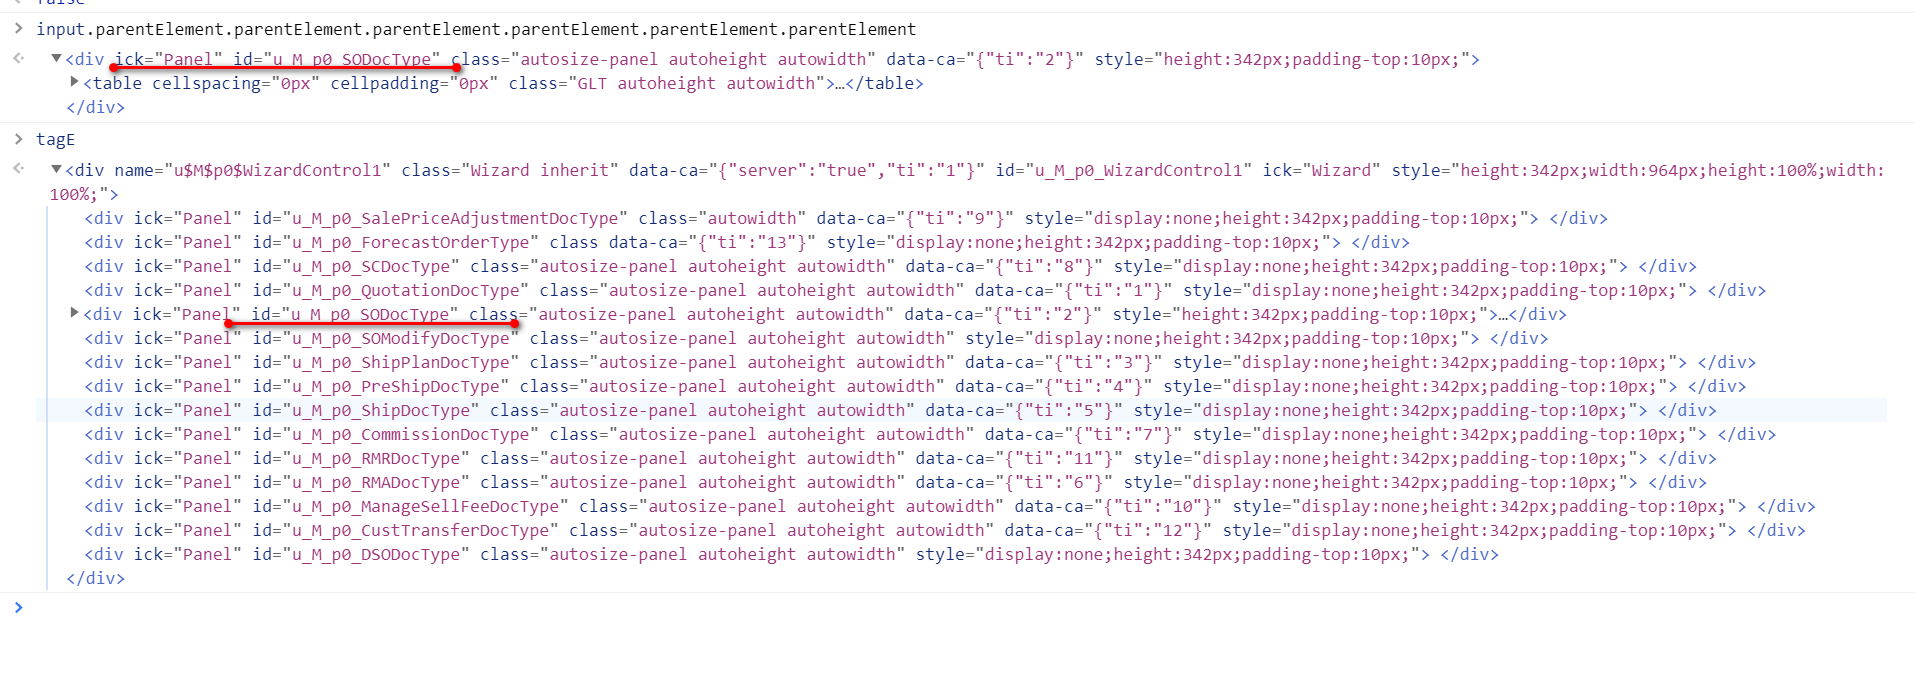 false
input.parentElement.parentElement.parentElement.parentElement.parentElement.parentElement
<div ick="Panel" id="u_M_p0_SODocType" class="autosize-panel autoheight autowidth" data-ca="{"ti":"2"}" style="height:342px;padding-top:10px;">
<table cellspacing="0px" cellpadding="0px" class="GLT autoheight autowidth">…</table>
</div>
tagE
<div name="u$M$p0$WizardControl1" class="Wizard inherit" data-ca="{"server":"true","ti":"1"}" id="u_M_p0_WizardControl1" ick="Wizard" style="height:342px;width:964px;height:100%;width:
100%;">
<div ick="Panel" id="u_M_p0_SalePriceAdjustmentDocType" class="autowidth" data-ca="{"ti":"9"}" style="display:none;height:342px;padding-top:10px;"> </div>
<div ick="Panel" id="u_M_p0_ForecastOrderType" class data-ca="{"ti":"13"}" style="display:none;height:342px;padding-top:10px;"> </div>
<div ick="Panel" id="u_M_p0_SCDocType" class="autosize-panel autoheight autowidth" data-ca="{"ti":"8"}" style="display:none;height:342px;padding-top:10px;"> </div>
<div ick="Panel" id="u_M_p0_QuotationDocType" class="autosize-panel autoheight autowidth" data-ca="{"ti":"1"}" style="display:none;height:342px;padding-top:10px;"> </div>
<div ick="Panel" id="u_M_p0_SODocType" class="autosize-panel autoheight autowidth" data-ca="{"ti":"2"}" style="height:342px;padding-top:10px;">…</div>
<div ick="Panel" id="u_M_p0_SOModifyDocType" class="autosize-panel autoheight autowidth" style="display:none;height:342px;padding-top:10px;"> </div>
<div ick="Panel" id="u_M_p0_ShipPlanDocType" class="autosize-panel autoheight autowidth" data-ca="{"ti":"3"}" style="display:none;height:342px;padding-top:10px;"> </div>
<div ick="Panel" id="u_M_p0_PreShipDocType" class="autosize-panel autoheight autowidth" data-ca="{"ti":"4"}" style="display:none;height:342px;padding-top:10px;"> </div>
<div ick="Panel" id="u_M_p0_ShipDocType" class="autosize-panel autoheight autowidth" data-ca="{"ti":"5"}" style="display:none;height:342px;padding-top:10px;"> </div>
<div ick="Panel" id="u_M_p0_CommissionDocType" class="autosize-panel autoheight autowidth" data-ca="{"ti":"7"}" style="display:none;height:342px;padding-top:10px;"> </div>
<div ick="Panel" id="u_M_p0_RMRDocType" class="autosize-panel autoheight autowidth" data-ca="{"ti":"11"}" style="display:none;height:342px;padding-top:10px;"> </div>
<div ick="Panel" id="u_M_p0_RMADocType" class="autosize-panel autoheight autowidth" data-ca="{"ti":"6"}" style="display:none;height:342px;padding-top:10px;"> </div>
<div ick="Panel" id="u_M_p0_ManageSellFeeDocType" class="autosize-panel autoheight autowidth" data-ca="{"ti":"10"}" style="display:none;height:342px;padding-top:10px;"> </div>
<div ick="Panel" id="u_M_p0_CustTransferDocType" class="autosize-panel autoheight autowidth" data-ca="{"ti":"12"}" style="display:none;height:342px;padding-top:10px;"> </div>
<div ick="Panel" id="u_M_p0_DSODocType" class="autosize-panel autoheight autowidth" style="display:none;height:342px;padding-top:10px;"> </div>
</div>